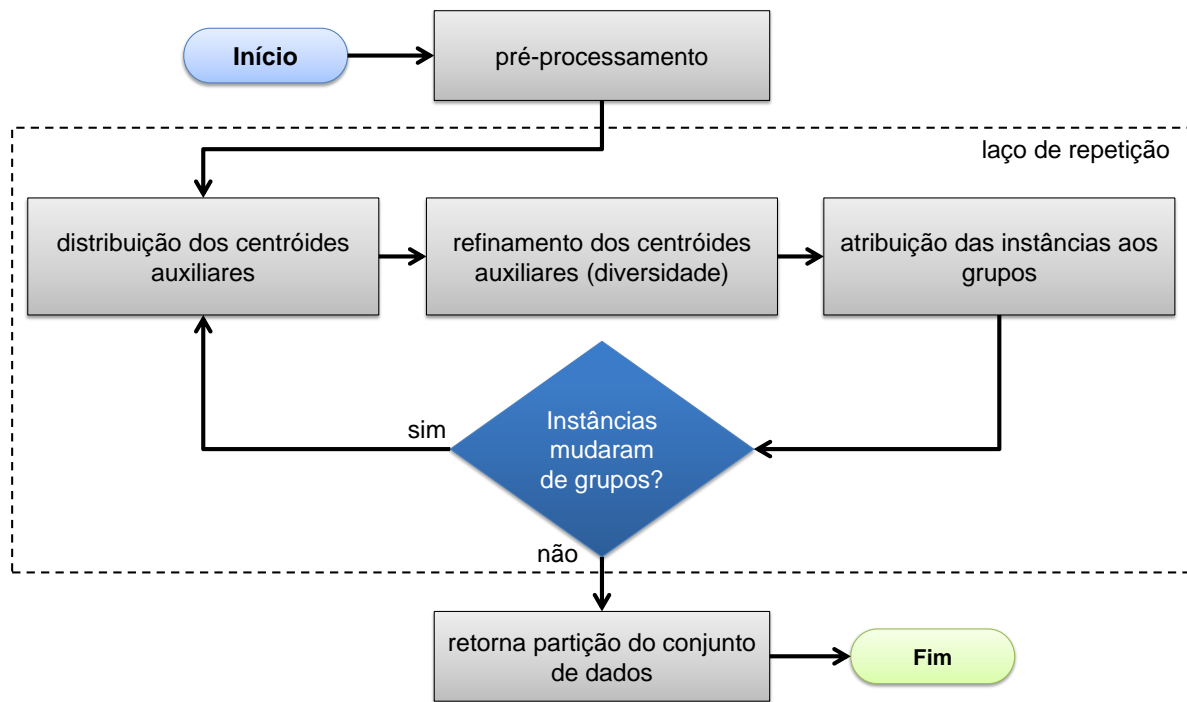 Início
pré-processamento
laço de repetição
distribuição dos centróides
auxiliares
refinamento dos centróides
auxiliares (diversidade)
atribuição das instâncias aos
grupos
Instâncias
mudaram
de grupos?
sim
não
retorna partição do conjunto
de dados
Fim